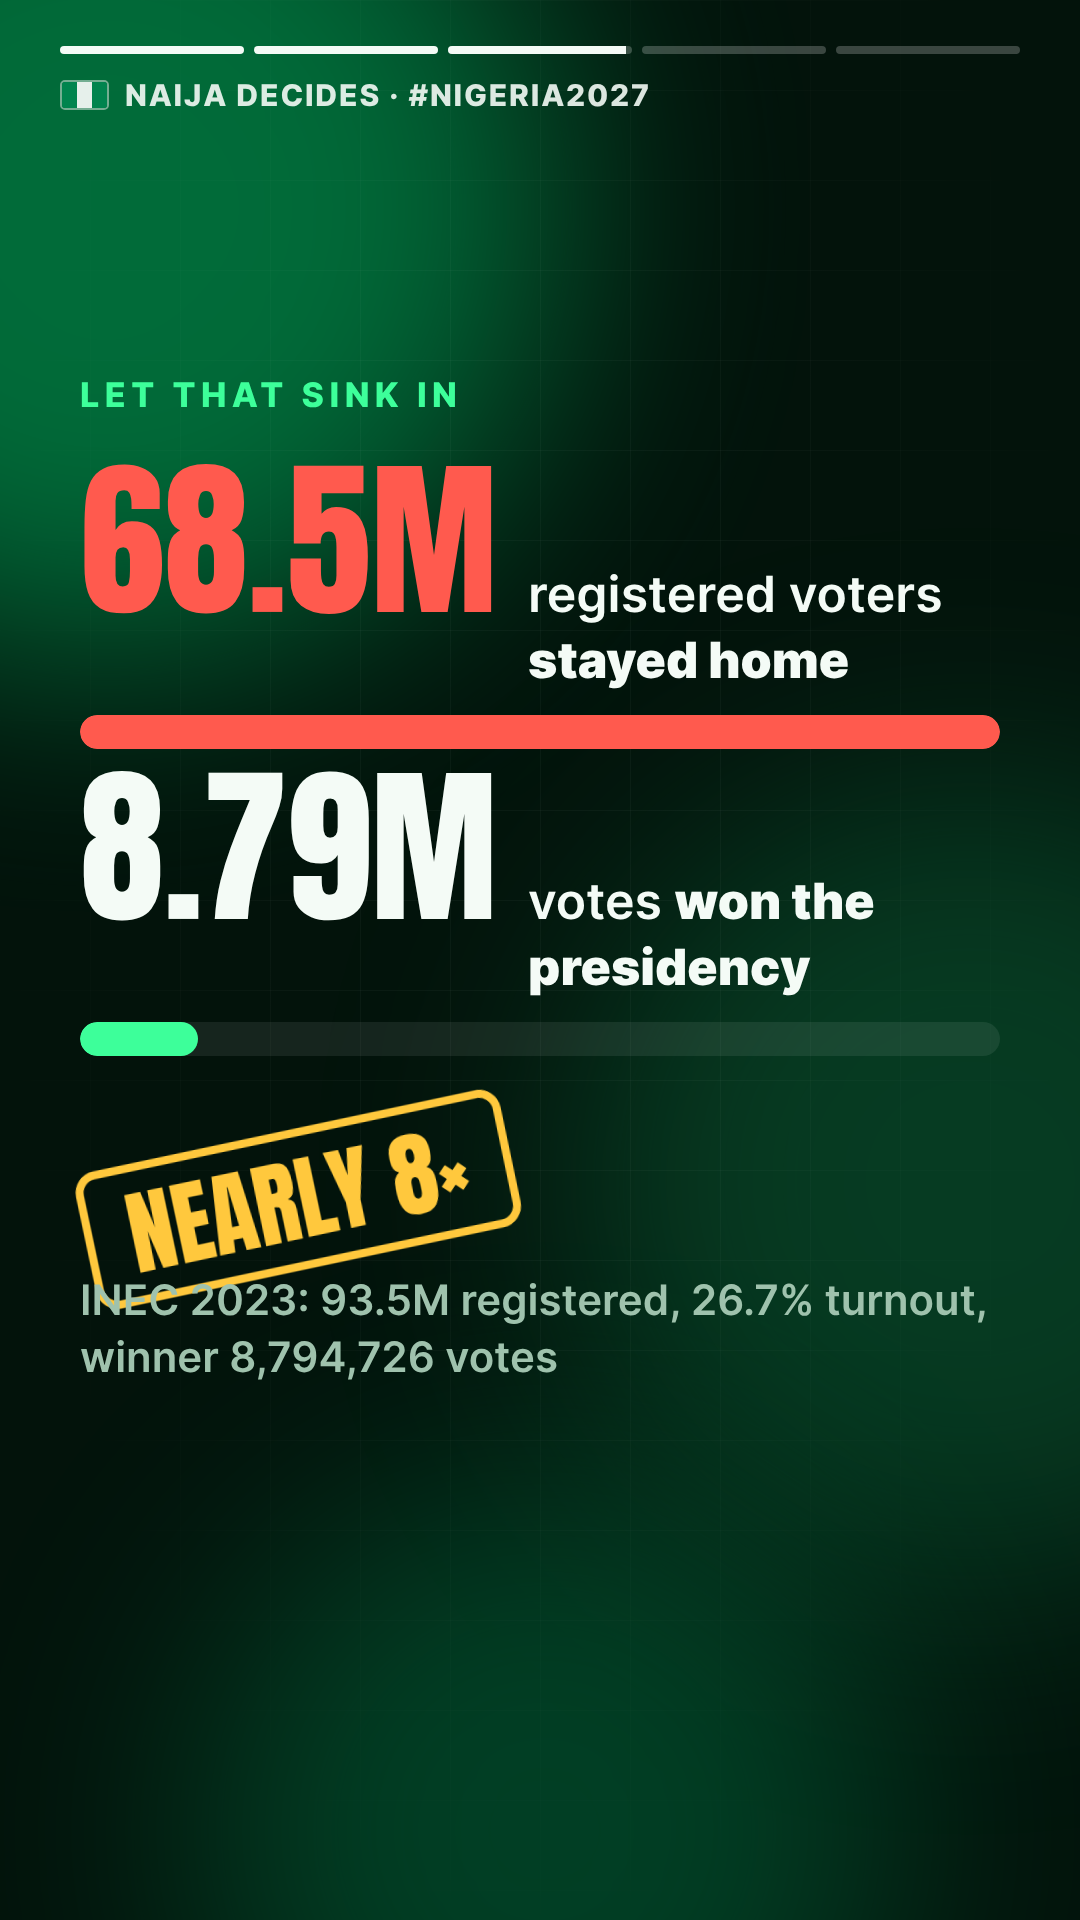 NAIJA DECIDES · #NIGERIA2027
LET THAT SINK IN
68.5M registered voters
stayed home
8.79M votes won the
presidency
NEARLY 8×
INEC 2023: 93.5M registered, 26.7% turnout,
winner 8,794,726 votes